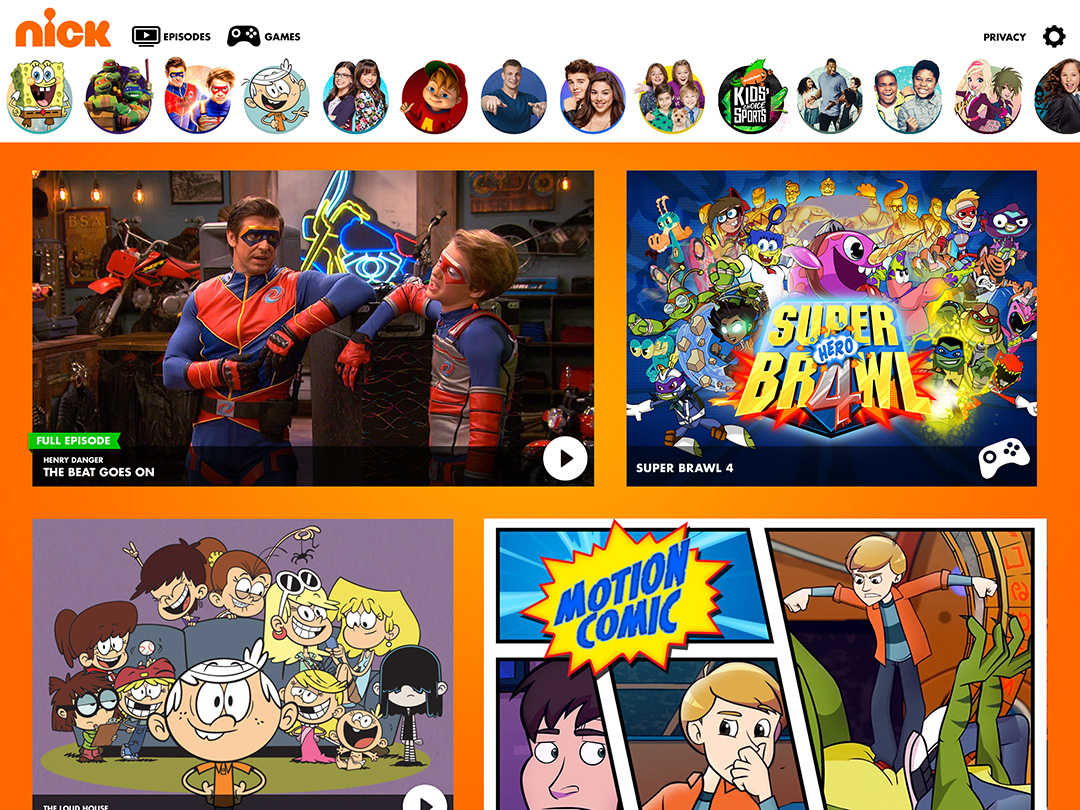 nick
EPISODES
GAMES
PRIVACY
KIDS'
CHOICE
SPORTS
B.S.A.
FULL EPISODE
HENRY DANGER
THE BEAT GOES ON
SUPER
HERO
BRAWL
4
SUPER BRAWL 4
MOTION
COMIC
THE LOUD HOUSE